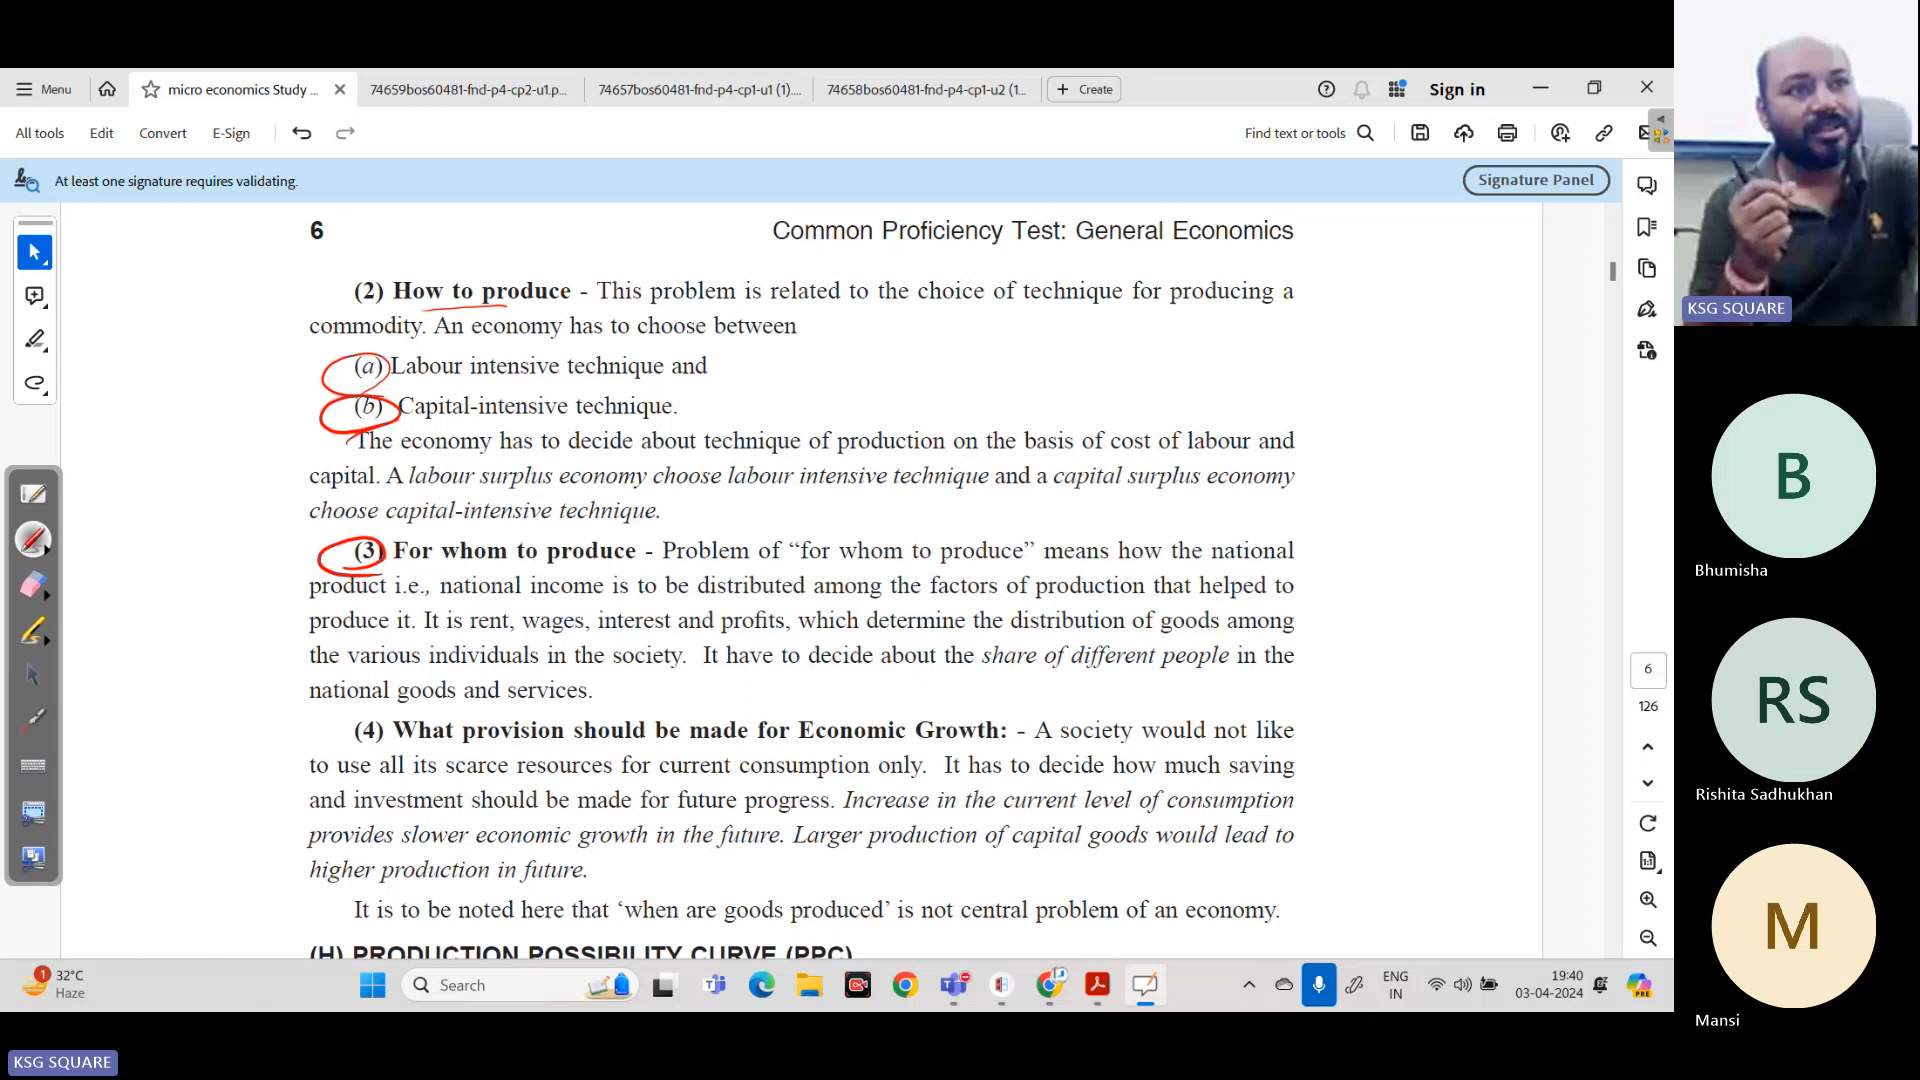 Menu
micro economics Study ...
74659bos60481-fnd-p4-cp2-u1.p...
74657bos60481-fnd-p4-cp1-u1 (1)....
74658bos60481-fnd-p4-cp1-u2 (1...
+ Create
Sign in
All tools
Edit
Convert
E-Sign
Find text or tools
At least one signature requires validating.
Signature Panel
6 Common Proficiency Test: General Economics
(2) How to produce - This problem is related to the choice of technique for producing a
commodity. An economy has to choose between
(a) Labour intensive technique and
(b) Capital-intensive technique.
The economy has to decide about technique of production on the basis of cost of labour and
capital. A labour surplus economy choose labour intensive technique and a capital surplus economy
choose capital-intensive technique.
(3) For whom to produce - Problem of “for whom to produce” means how the national
product i.e., national income is to be distributed among the factors of production that helped to
produce it. It is rent, wages, interest and profits, which determine the distribution of goods among
the various individuals in the society. It have to decide about the share of different people in the
national goods and services.
(4) What provision should be made for Economic Growth: - A society would not like
to use all its scarce resources for current consumption only. It has to decide how much saving
and investment should be made for future progress. Increase in the current level of consumption
provides slower economic growth in the future. Larger production of capital goods would lead to
higher production in future.
It is to be noted here that ‘when are goods produced’ is not central problem of an economy.
(H) PRODUCTION POSSIBILITY CURVE (PPC)
6
126
KSG SQUARE
B
Bhumisha
RS
Rishita Sadhukhan
M
Mansi
1
32°C
Haze
Search
ENG
IN
19:40
03-04-2024
PRE
KSG SQUARE